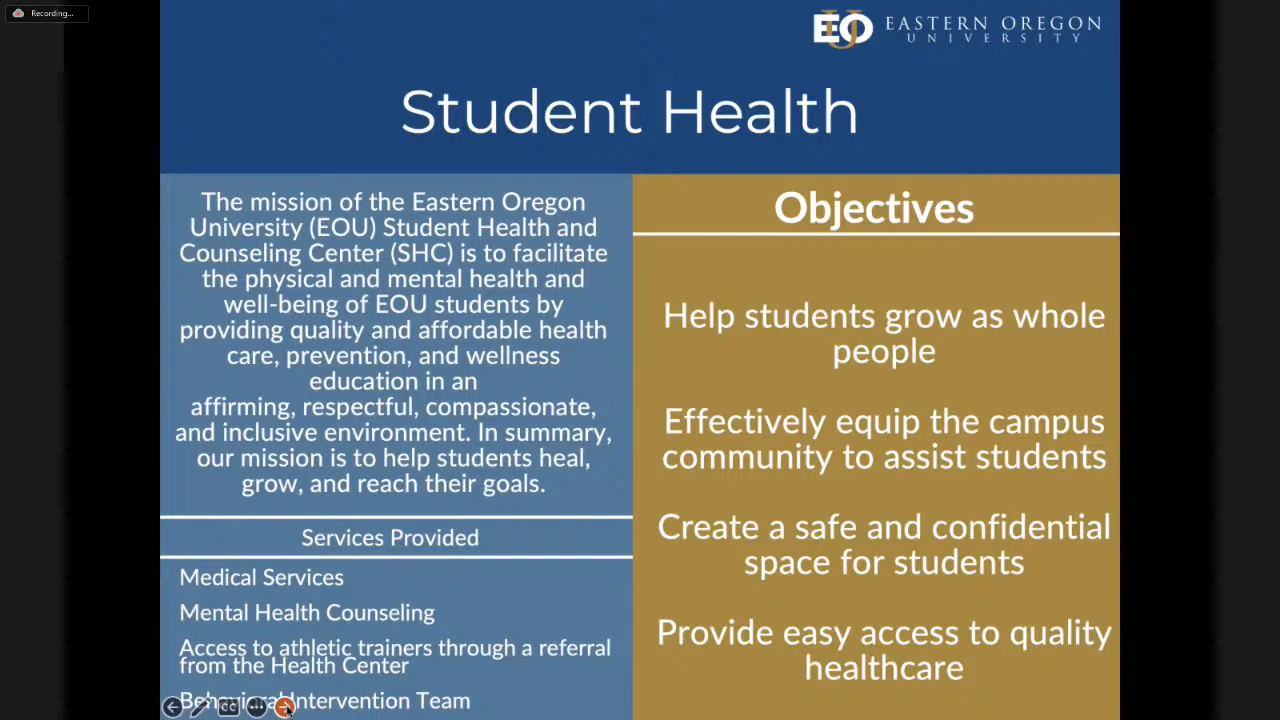 Recording...
EOU EASTERN OREGON
UNIVERSITY
Student Health
The mission of the Eastern Oregon
University (EOU) Student Health and
Counseling Center (SHC) is to facilitate
the physical and mental health and
well-being of EOU students by
providing quality and affordable health
care, prevention, and wellness
education in an
affirming, respectful, compassionate,
and inclusive environment. In summary,
our mission is to help students heal,
grow, and reach their goals.
Services Provided
Medical Services
Mental Health Counseling
Access to athletic trainers through a referral
from the Health Center
Behavioral Intervention Team
CC
Objectives
Help students grow as whole
people
Effectively equip the campus
community to assist students
Create a safe and confidential
space for students
Provide easy access to quality
healthcare